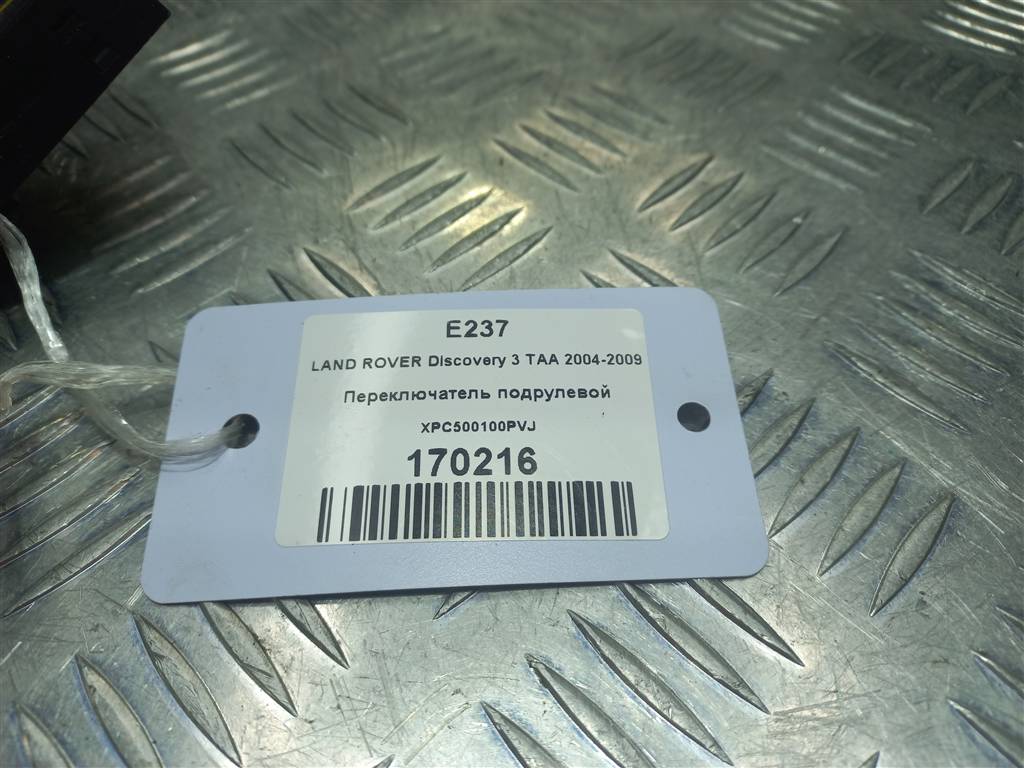 E237
LAND ROVER Discovery 3 TAA 2004-2009
Переключатель подрулевой
XPC500100PVJ
170216